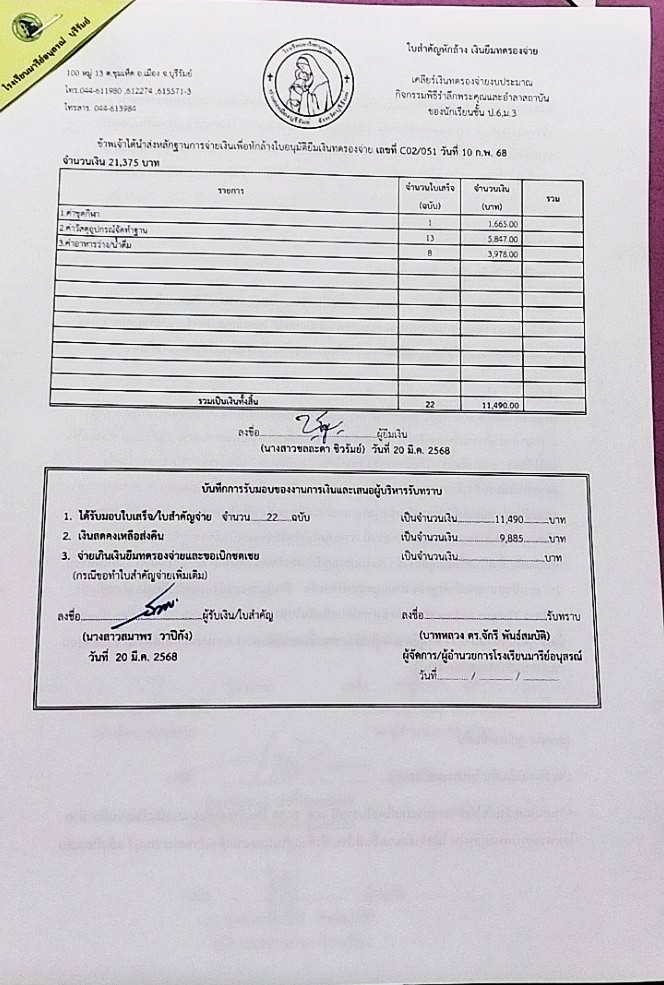 โรงเรียนมารีย์อนุสรณ์ บุรีรัมย์
100 หมู่ 13 ต.ชุมเห็ด อ.เมือง จ.บุรีรัมย์
โทร.044-611980 ,612274 ,615571-3
โทรสาร. 044-613984
ใบสำคัญหักล้าง เงินยืมทดรองจ่าย
เคลียร์เงินทดรองจ่ายงบประมาณ
กิจกรรมพิธีรำลึกพระคุณและอำลาสถาบัน
ของนักเรียนชั้น ป.6,ม.3
ข้าพเจ้าได้นำส่งหลักฐานการจ่ายเงินเพื่อหักล้างใบอนุมัติยืมเงินทดรองจ่าย เลขที่ C02/051 วันที่ 10 ก.พ. 68
จำนวนเงิน 21,375 บาท
รายการ จำนวนใบเสร็จ (ฉบับ) จำนวนเงิน (บาท) รวม
1.ค่าชุดกีฬา 1 1,665.00
2.ค่าวัสดุอุปกรณ์จัดทำฐาน 13 5,847.00
3.ค่าอาหารว่าง/น้ำดื่ม 8 3,978.00
รวมเป็นเงินทั้งสิ้น 22 11,490.00
ลงชื่อ ผู้ยืมเงิน
(นางสาวชลละดา ชิวรัมย์) วันที่ 20 มี.ค. 2568
บันทึกการรับมอบของงานการเงินและเสนอผู้บริหารรับทราบ
1. ได้รับมอบใบเสร็จ/ใบสำคัญจ่าย จำนวน 22 ฉบับ เป็นจำนวนเงิน 11,490 บาท
2. เงินสดคงเหลือส่งคืน เป็นจำนวนเงิน 9,885 บาท
3. จ่ายเกินเงินยืมทดรองจ่ายและขอเบิกชดเชย เป็นจำนวนเงิน บาท
(กรณีขอทำใบสำคัญจ่ายเพิ่มเติม)
ลงชื่อ ผู้รับเงิน/ใบสำคัญ ลงชื่อ รับทราบ
(นางสาวสมาพร วาปีกัง) (บาทหลวง ดร.จักรี พันธ์สมบัติ)
วันที่ 20 มี.ค. 2568 ผู้จัดการ/ผู้อำนวยการโรงเรียนมารีย์อนุสรณ์
วันที่ / /